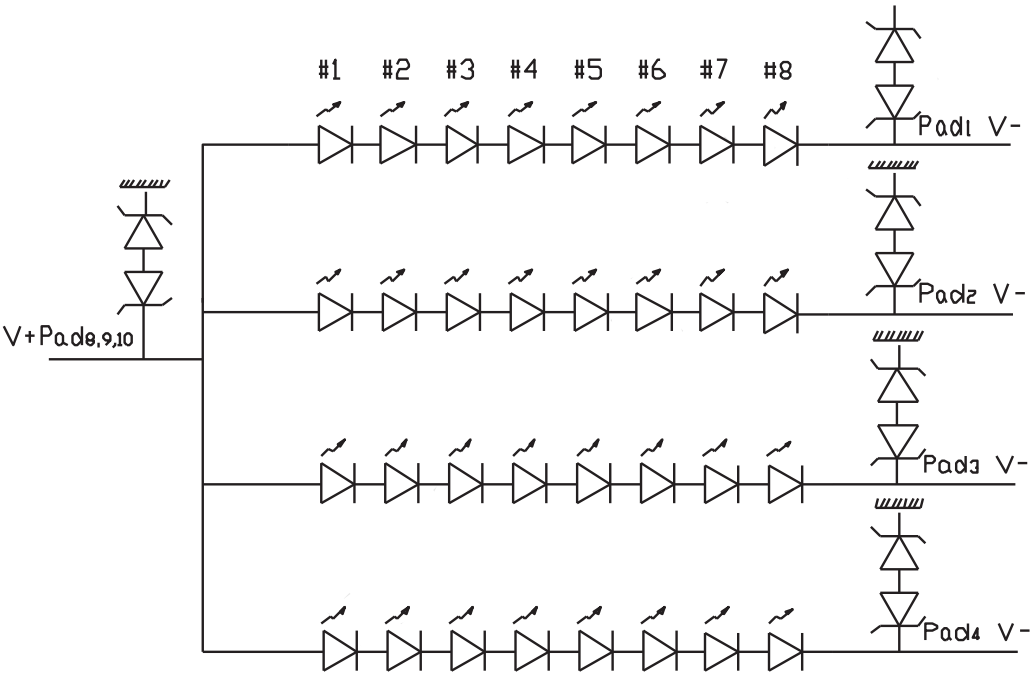 #1 #2 #3 #4 #5 #6 #7 #8
Pad1 V-
Pad2 V-
V+Pad8,9,10
Pad3 V-
Pad4 V-